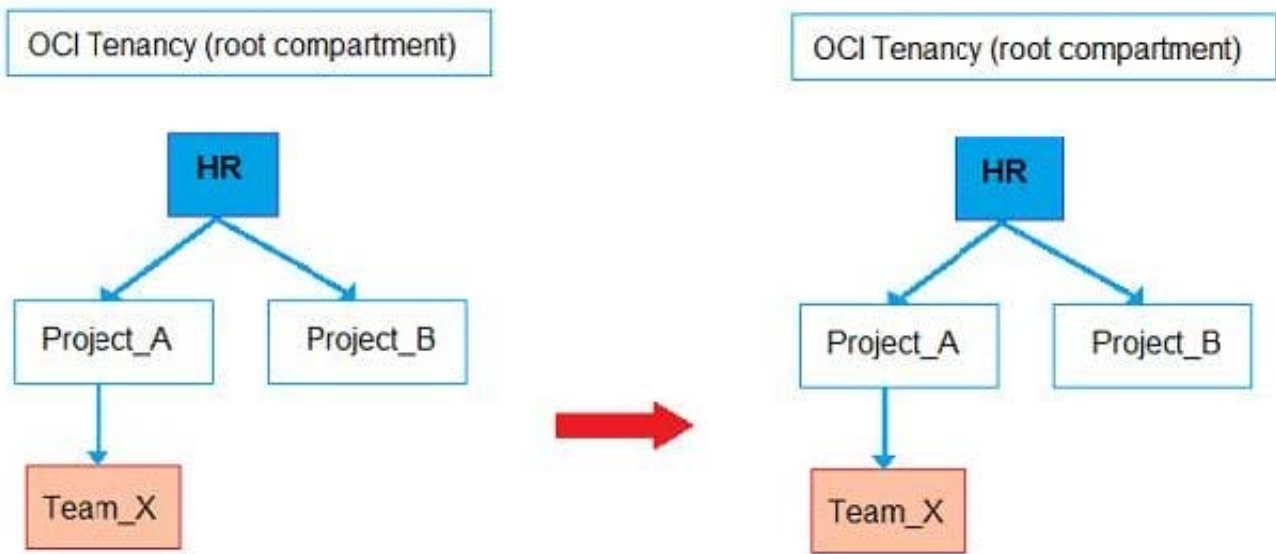 OCI Tenancy (root compartment)
HR
Project_A
Project_B
Team_X
OCI Tenancy (root compartment)
HR
Project_A
Project_B
Team_X